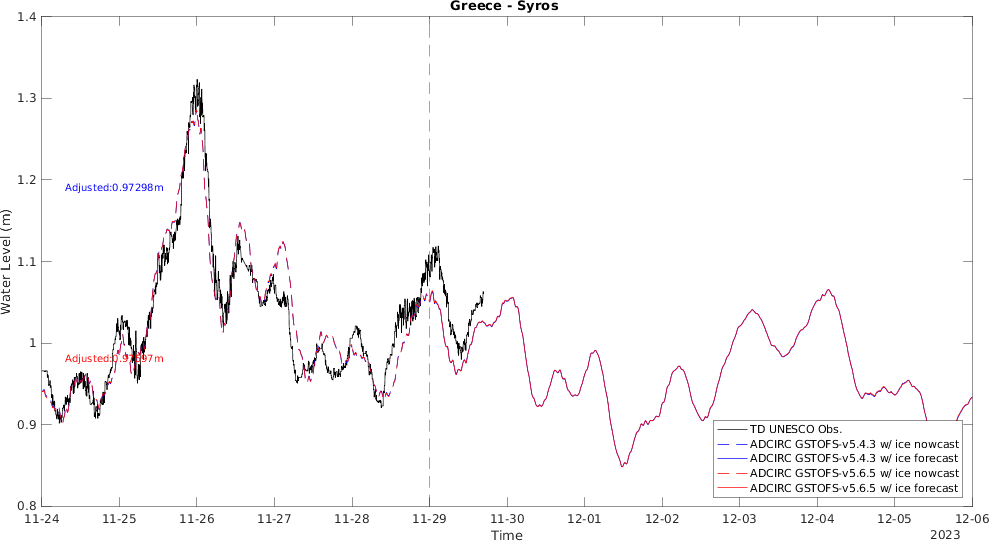 Greece - Syros
1.4
1.3
1.2
1.1
1
0.9
0.8
Water Level (m)
Adjusted:0.97298m
Adjusted:0.97297m
TD UNESCO Obs.
ADCIRC GSTOFS-v5.4.3 w/ ice nowcast
ADCIRC GSTOFS-v5.4.3 w/ ice forecast
ADCIRC GSTOFS-v5.6.5 w/ ice nowcast
ADCIRC GSTOFS-v5.6.5 w/ ice forecast
11-24 11-25 11-26 11-27 11-28 11-29 11-30 12-01 12-02 12-03 12-04 12-05 12-06
Time
2023